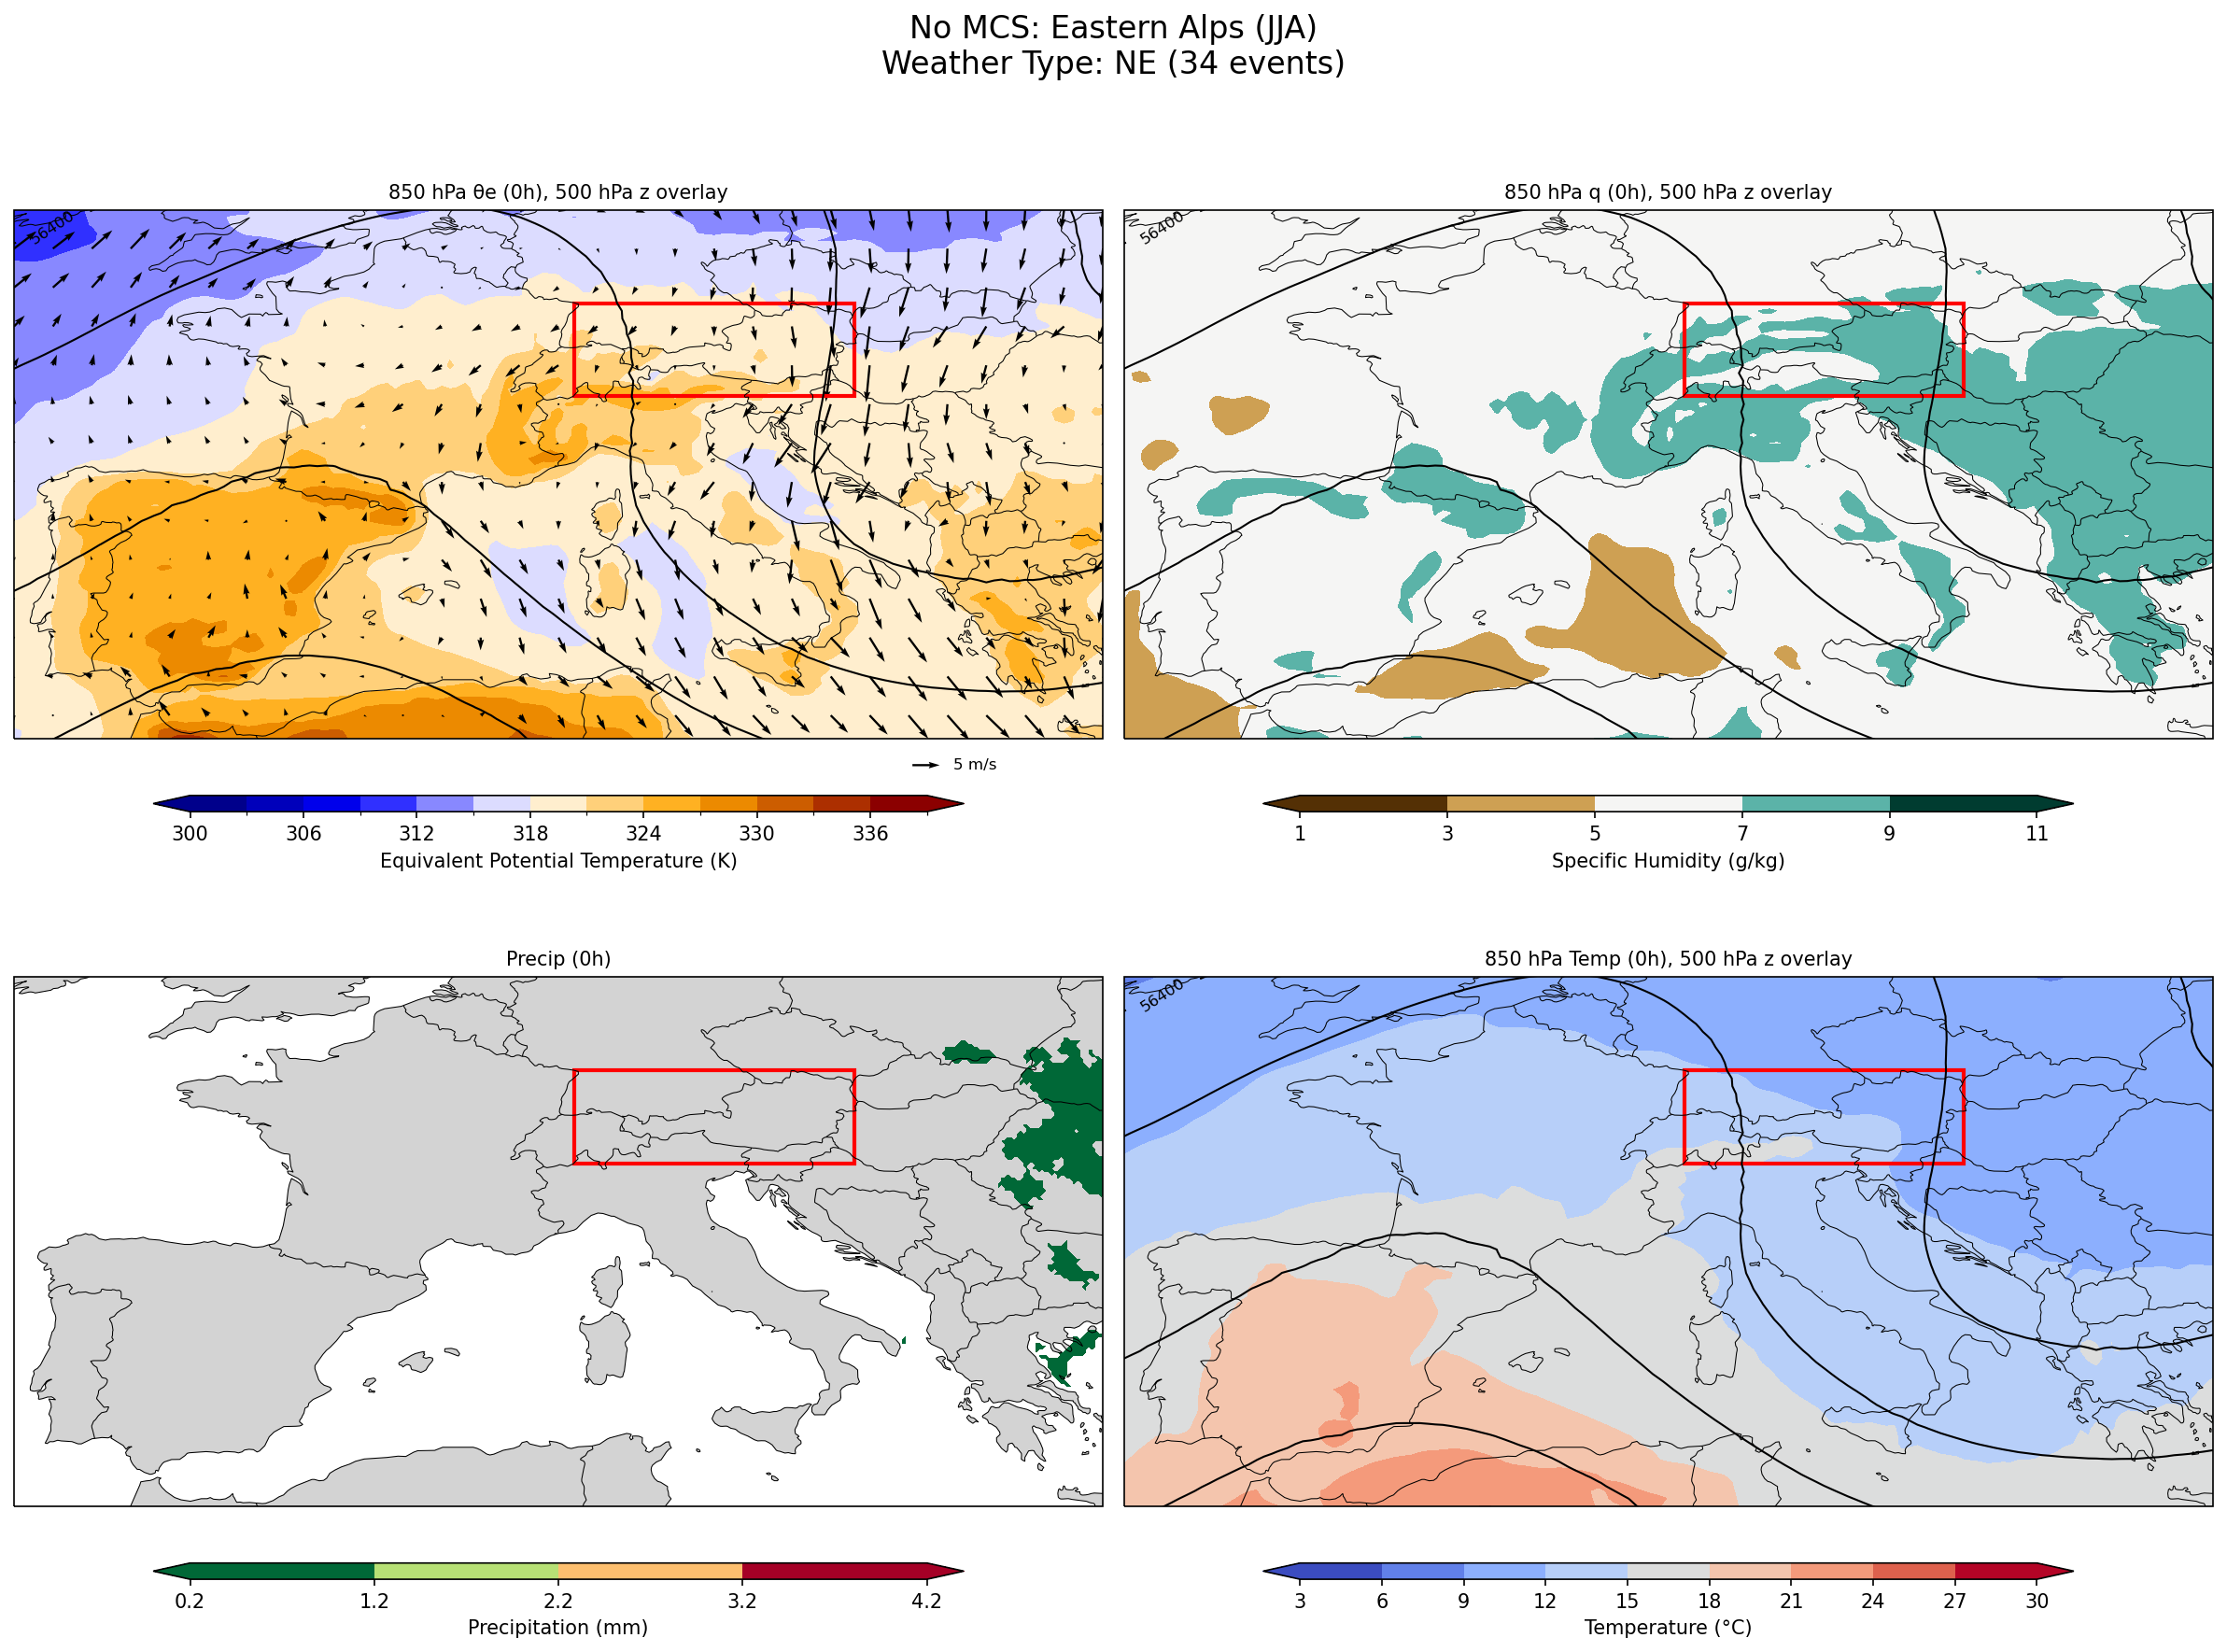 No MCS: Eastern Alps (JJA)
Weather Type: NE (34 events)
850 hPa θe (0h), 500 hPa z overlay
56400
5 m/s
300 306 312 318 324 330 336
Equivalent Potential Temperature (K)
850 hPa q (0h), 500 hPa z overlay
56400
1 3 5 7 9 11
Specific Humidity (g/kg)
Precip (0h)
0.2 1.2 2.2 3.2 4.2
Precipitation (mm)
850 hPa Temp (0h), 500 hPa z overlay
56400
3 6 9 12 15 18 21 24 27 30
Temperature (°C)